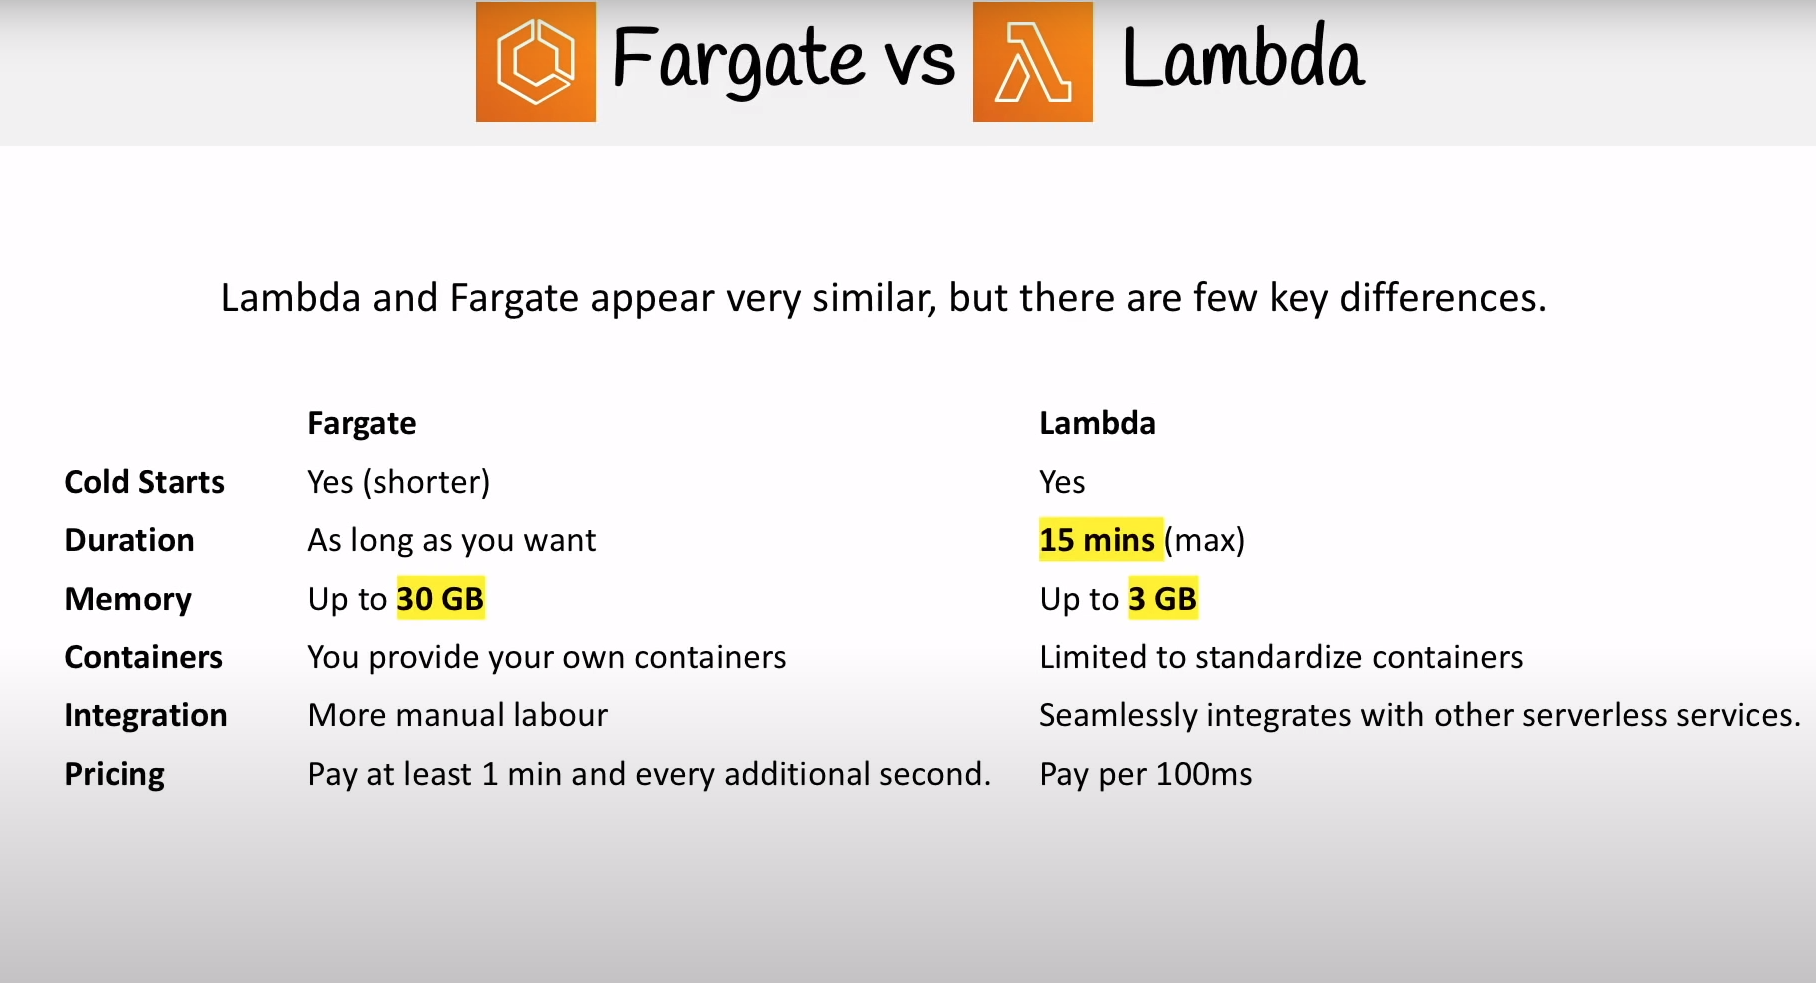 Fargate vs Lambda
Lambda and Fargate appear very similar, but there are few key differences.
Fargate Lambda
Cold Starts Yes (shorter) Yes
Duration As long as you want 15 mins (max)
Memory Up to 30 GB Up to 3 GB
Containers You provide your own containers Limited to standardize containers
Integration More manual labour Seamlessly integrates with other serverless services.
Pricing Pay at least 1 min and every additional second. Pay per 100ms